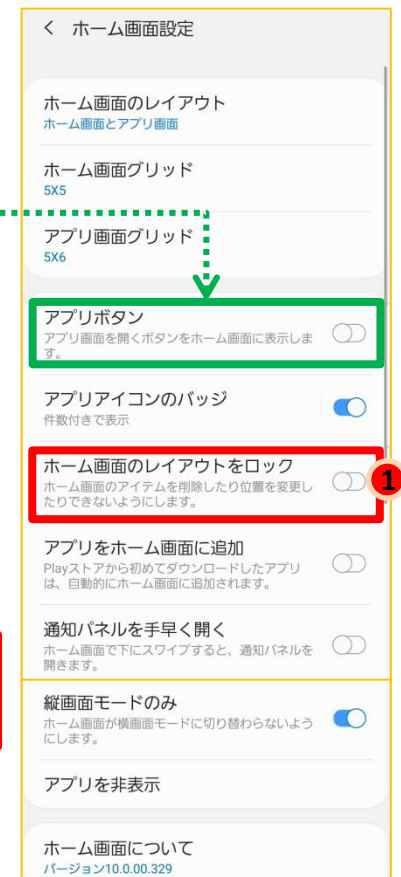 < ホーム画面設定
ホーム画面のレイアウト
ホーム画面とアプリ画面
ホーム画面グリッド
5X5
アプリ画面グリッド
5X6
アプリボタン
アプリ画面を開くボタンをホーム画面に表示しま
す。
アプリアイコンのバッジ
件数付きで表示
ホーム画面のレイアウトをロック
ホーム画面のアイテムを削除したり位置を変更し
たりできないようにします。
1
アプリをホーム画面に追加
Playストアから初めてダウンロードしたアプリ
は、自動的にホーム画面に追加されます。
通知パネルを手早く開く
ホーム画面で下にスワイプすると、通知パネルを
開きます。
縦画面モードのみ
ホーム画面が横画面モードに切り替わらないよう
にします。
アプリを非表示
ホーム画面について
バージョン10.0.00.329